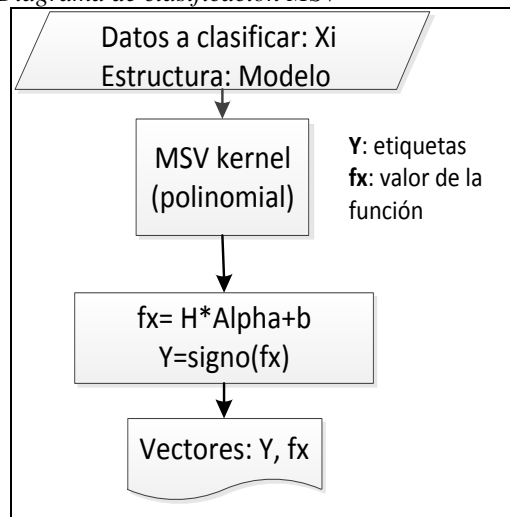 Diagrama de clasificación MSV
Datos a clasificar: Xi
Estructura: Modelo
MSV kernel
(polinomial)
Y: etiquetas
fx: valor de la
función
fx= H*Alpha+b
Y=signo(fx)
Vectores: Y, fx